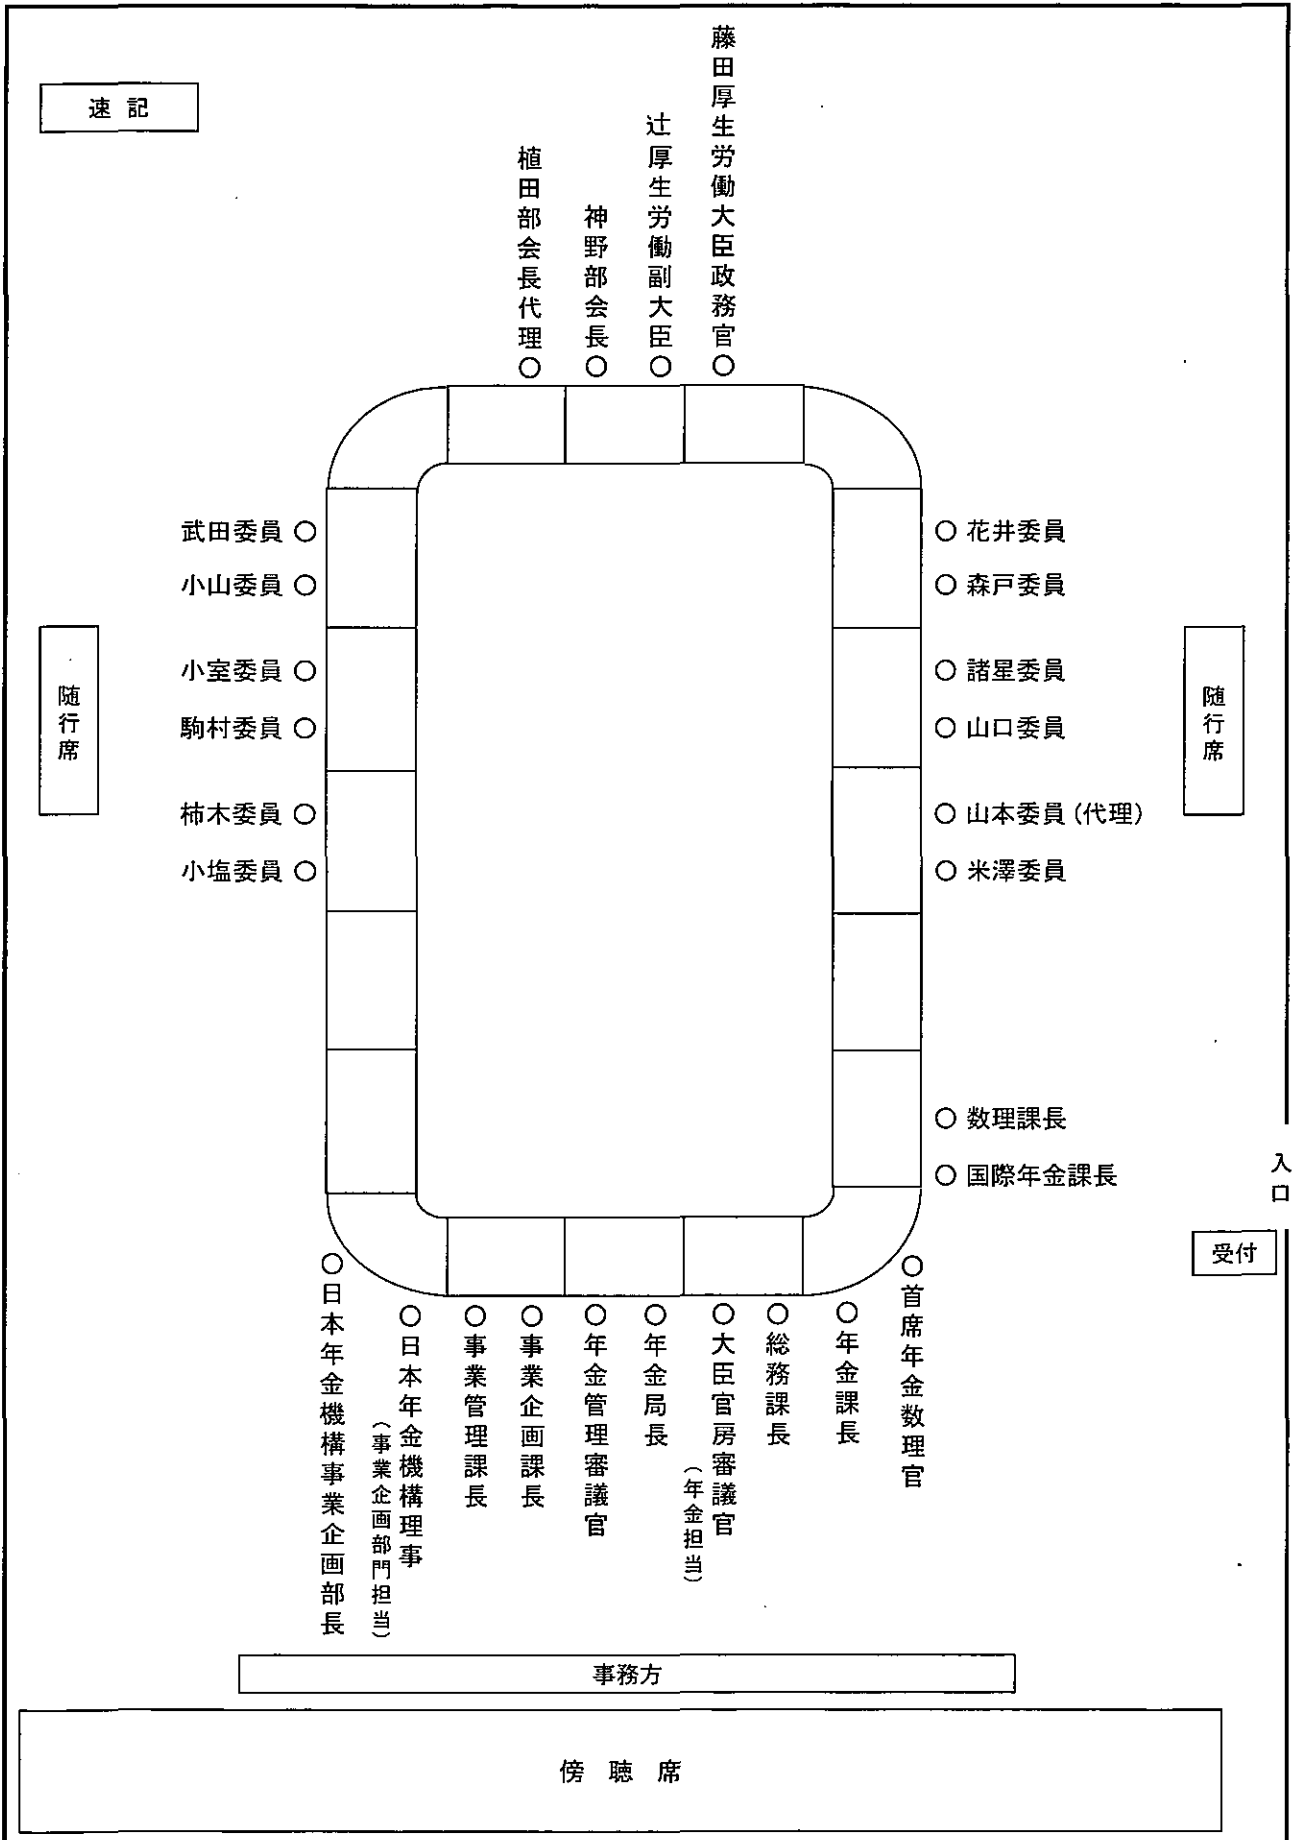 速記
藤田厚生労働大臣政務官○
辻厚生労働副大臣○
神野部会長○
植田部会長代理○
武田委員○
小山委員○
小室委員○
駒村委員○
柿木委員○
小塩委員○
随行席
○花井委員
○森戸委員
○諸星委員
○山口委員
○山本委員(代理)
○米澤委員
随行席
○数理課長
○国際年金課長
入口
受付
○首席年金数理官
○年金課長
○総務課長
○大臣官房審議官
(年金担当)
○年金局長
○年金管理審議官
○事業企画課長
○事業管理課長
○日本年金機構理事
(事業企画部門担当)
○日本年金機構事業企画部長
事務方
傍聴席